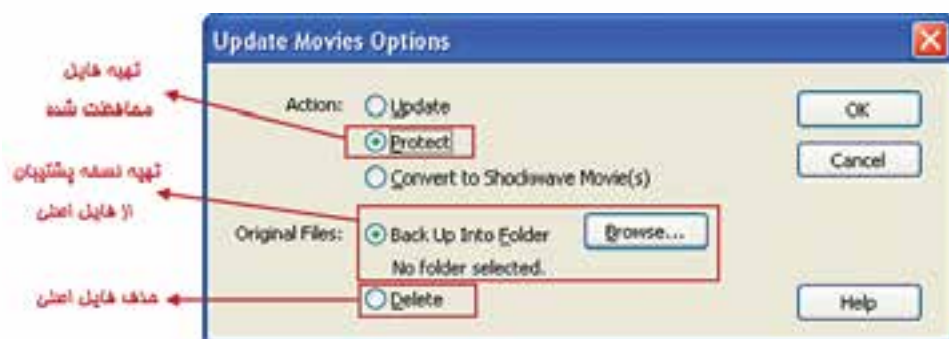 Update Movies Options
تهیه فایل
محافظت شده
Action:
Update
Protect
Convert to Shockwave Movie(s)
OK
Cancel
تهیه نسخه پشتیبان
از فایل اصلی
Original Files:
Back Up Into Folder
Browse...
No folder selected.
حذف فایل اصلی
Delete
Help